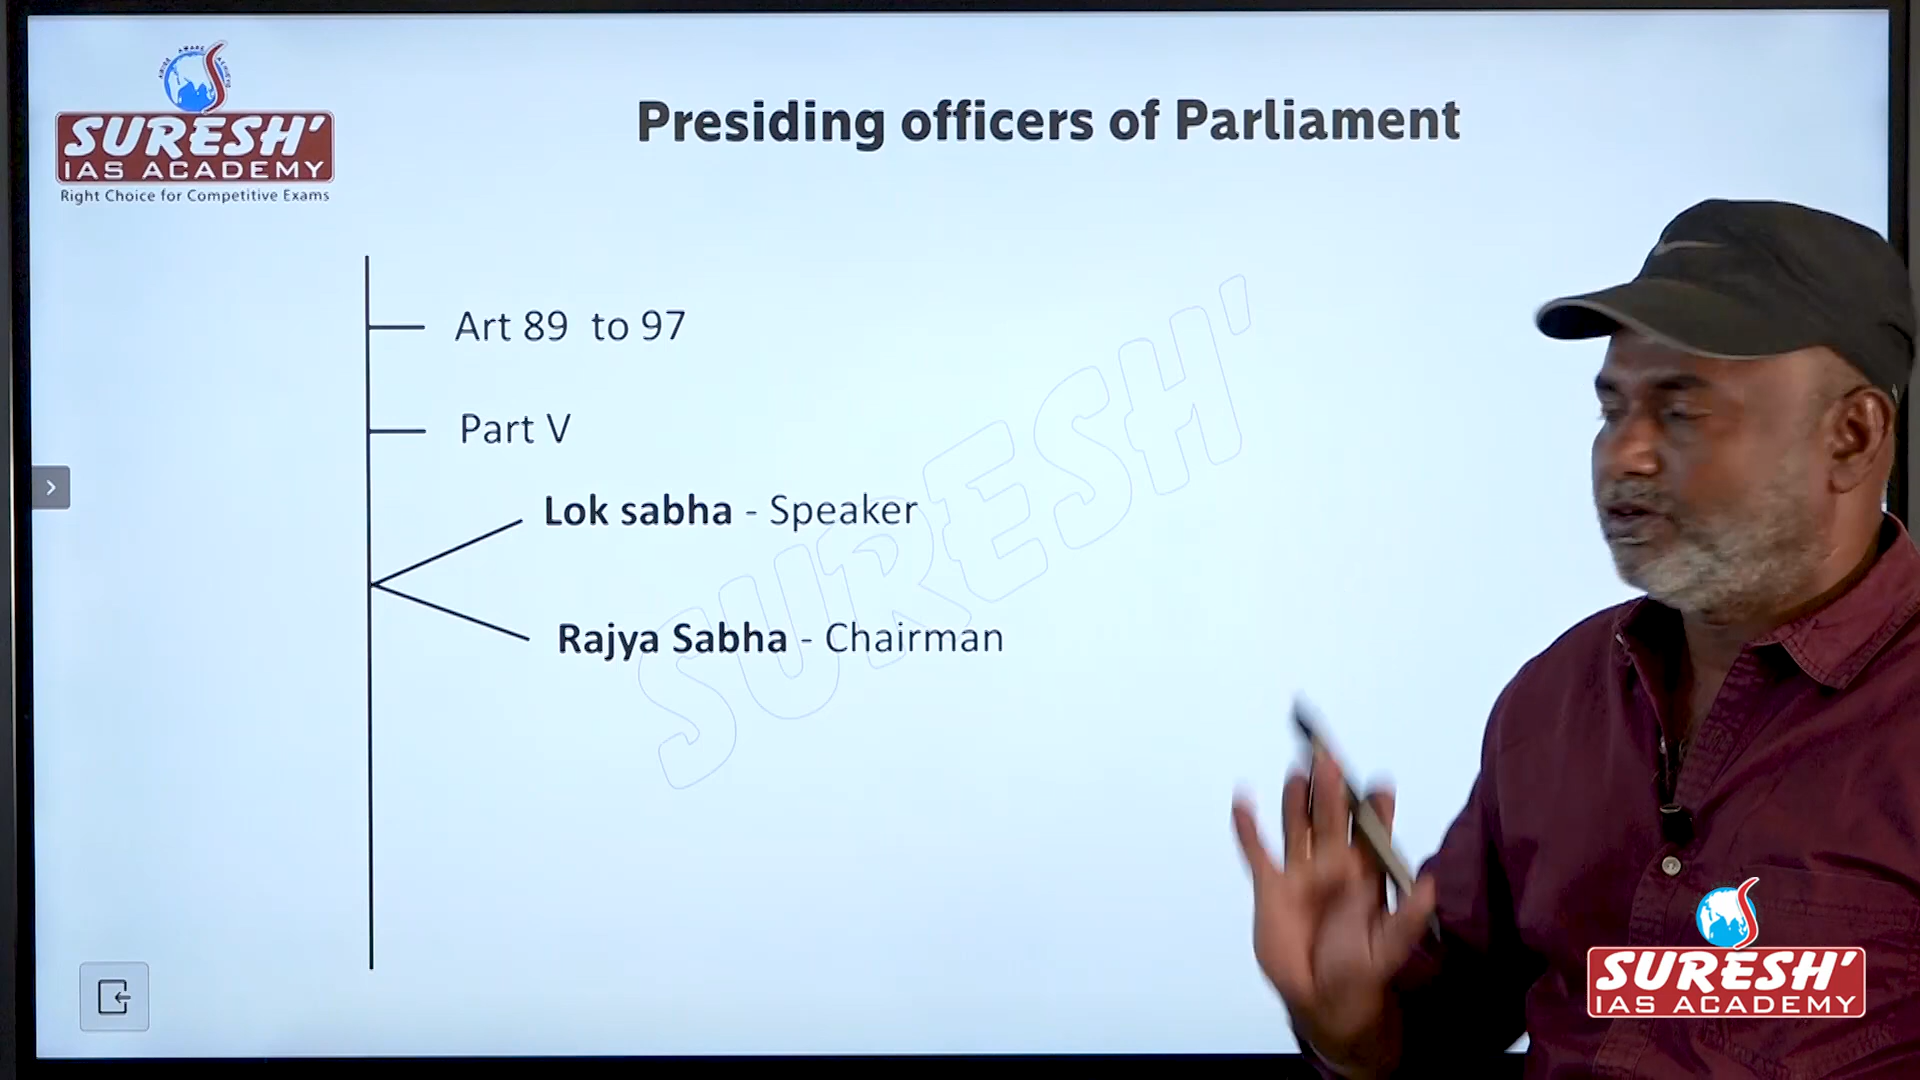 SURESH'
IAS ACADEMY
Right Choice for Competitive Exams
Presiding officers of Parliament
Art 89 to 97
Part V
Lok sabha - Speaker
Rajya Sabha - Chairman
SURESH'
SURESH'
IAS ACADEMY